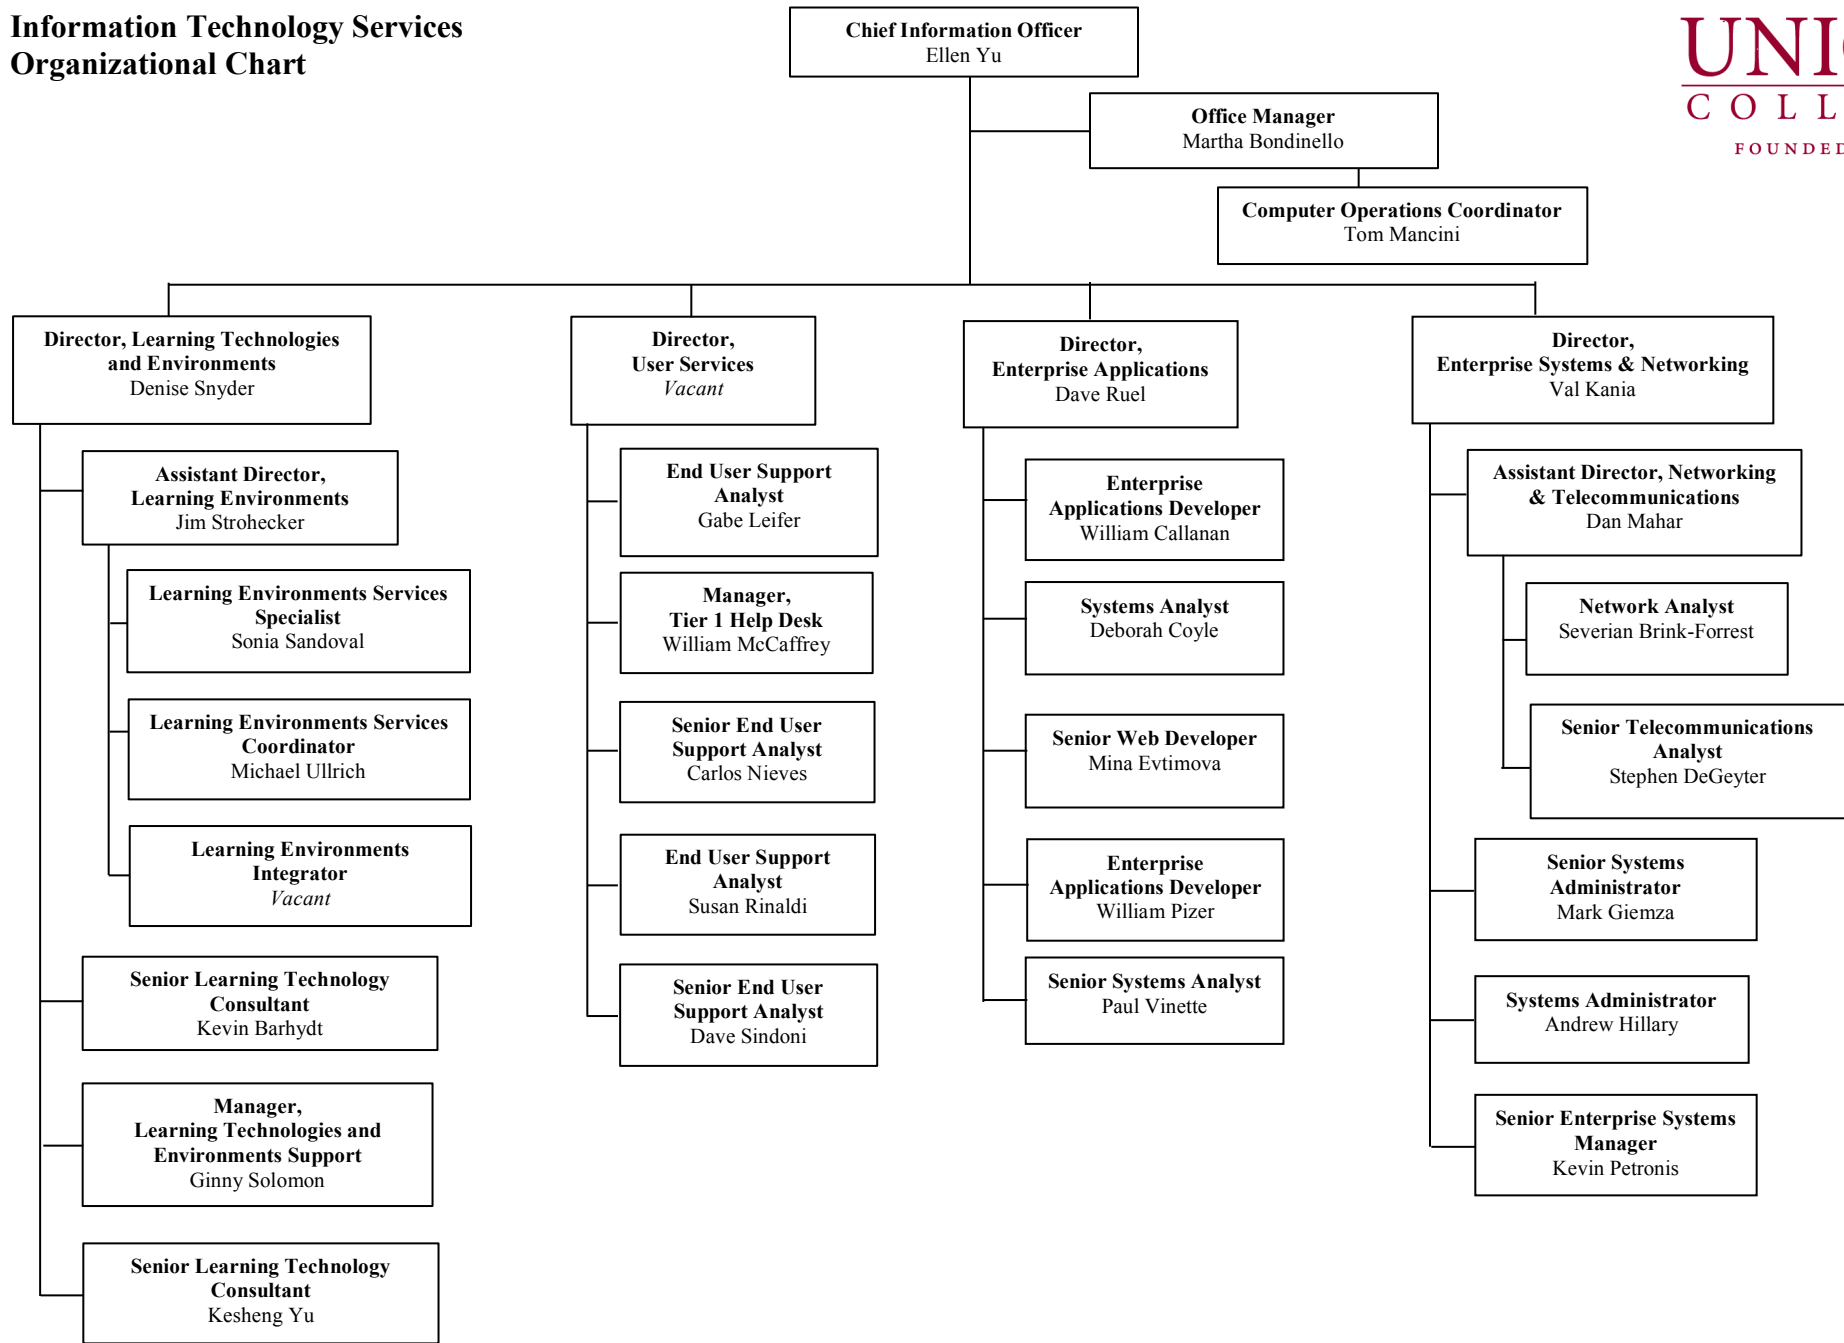 Information Technology Services
Organizational Chart
Chief Information Officer
Ellen Yu
Office Manager
Martha Bondinello
Computer Operations Coordinator
Tom Mancini
UNI
COLL
FOUNDED
Director, Learning Technologies
and Environments
Denise Snyder
Assistant Director,
Learning Environments
Jim Strohecker
Learning Environments Services
Specialist
Sonia Sandoval
Learning Environments Services
Coordinator
Michael Ullrich
Learning Environments
Integrator
Vacant
Senior Learning Technology
Consultant
Kevin Barhydt
Manager,
Learning Technologies and
Environments Support
Ginny Solomon
Senior Learning Technology
Consultant
Kesheng Yu
Director,
User Services
Vacant
End User Support
Analyst
Gabe Leifer
Manager,
Tier 1 Help Desk
William McCaffrey
Senior End User
Support Analyst
Carlos Nieves
End User Support
Analyst
Susan Rinaldi
Senior End User
Support Analyst
Dave Sindoni
Director,
Enterprise Applications
Dave Ruel
Enterprise
Applications Developer
William Callanan
Systems Analyst
Deborah Coyle
Senior Web Developer
Mina Evtimova
Enterprise
Applications Developer
William Pizer
Senior Systems Analyst
Paul Vinette
Director,
Enterprise Systems & Networking
Val Kania
Assistant Director, Networking
& Telecommunications
Dan Mahar
Network Analyst
Severian Brink-Forrest
Senior Telecommunications
Analyst
Stephen DeGeyter
Senior Systems
Administrator
Mark Giemza
Systems Administrator
Andrew Hillary
Senior Enterprise Systems
Manager
Kevin Petronis